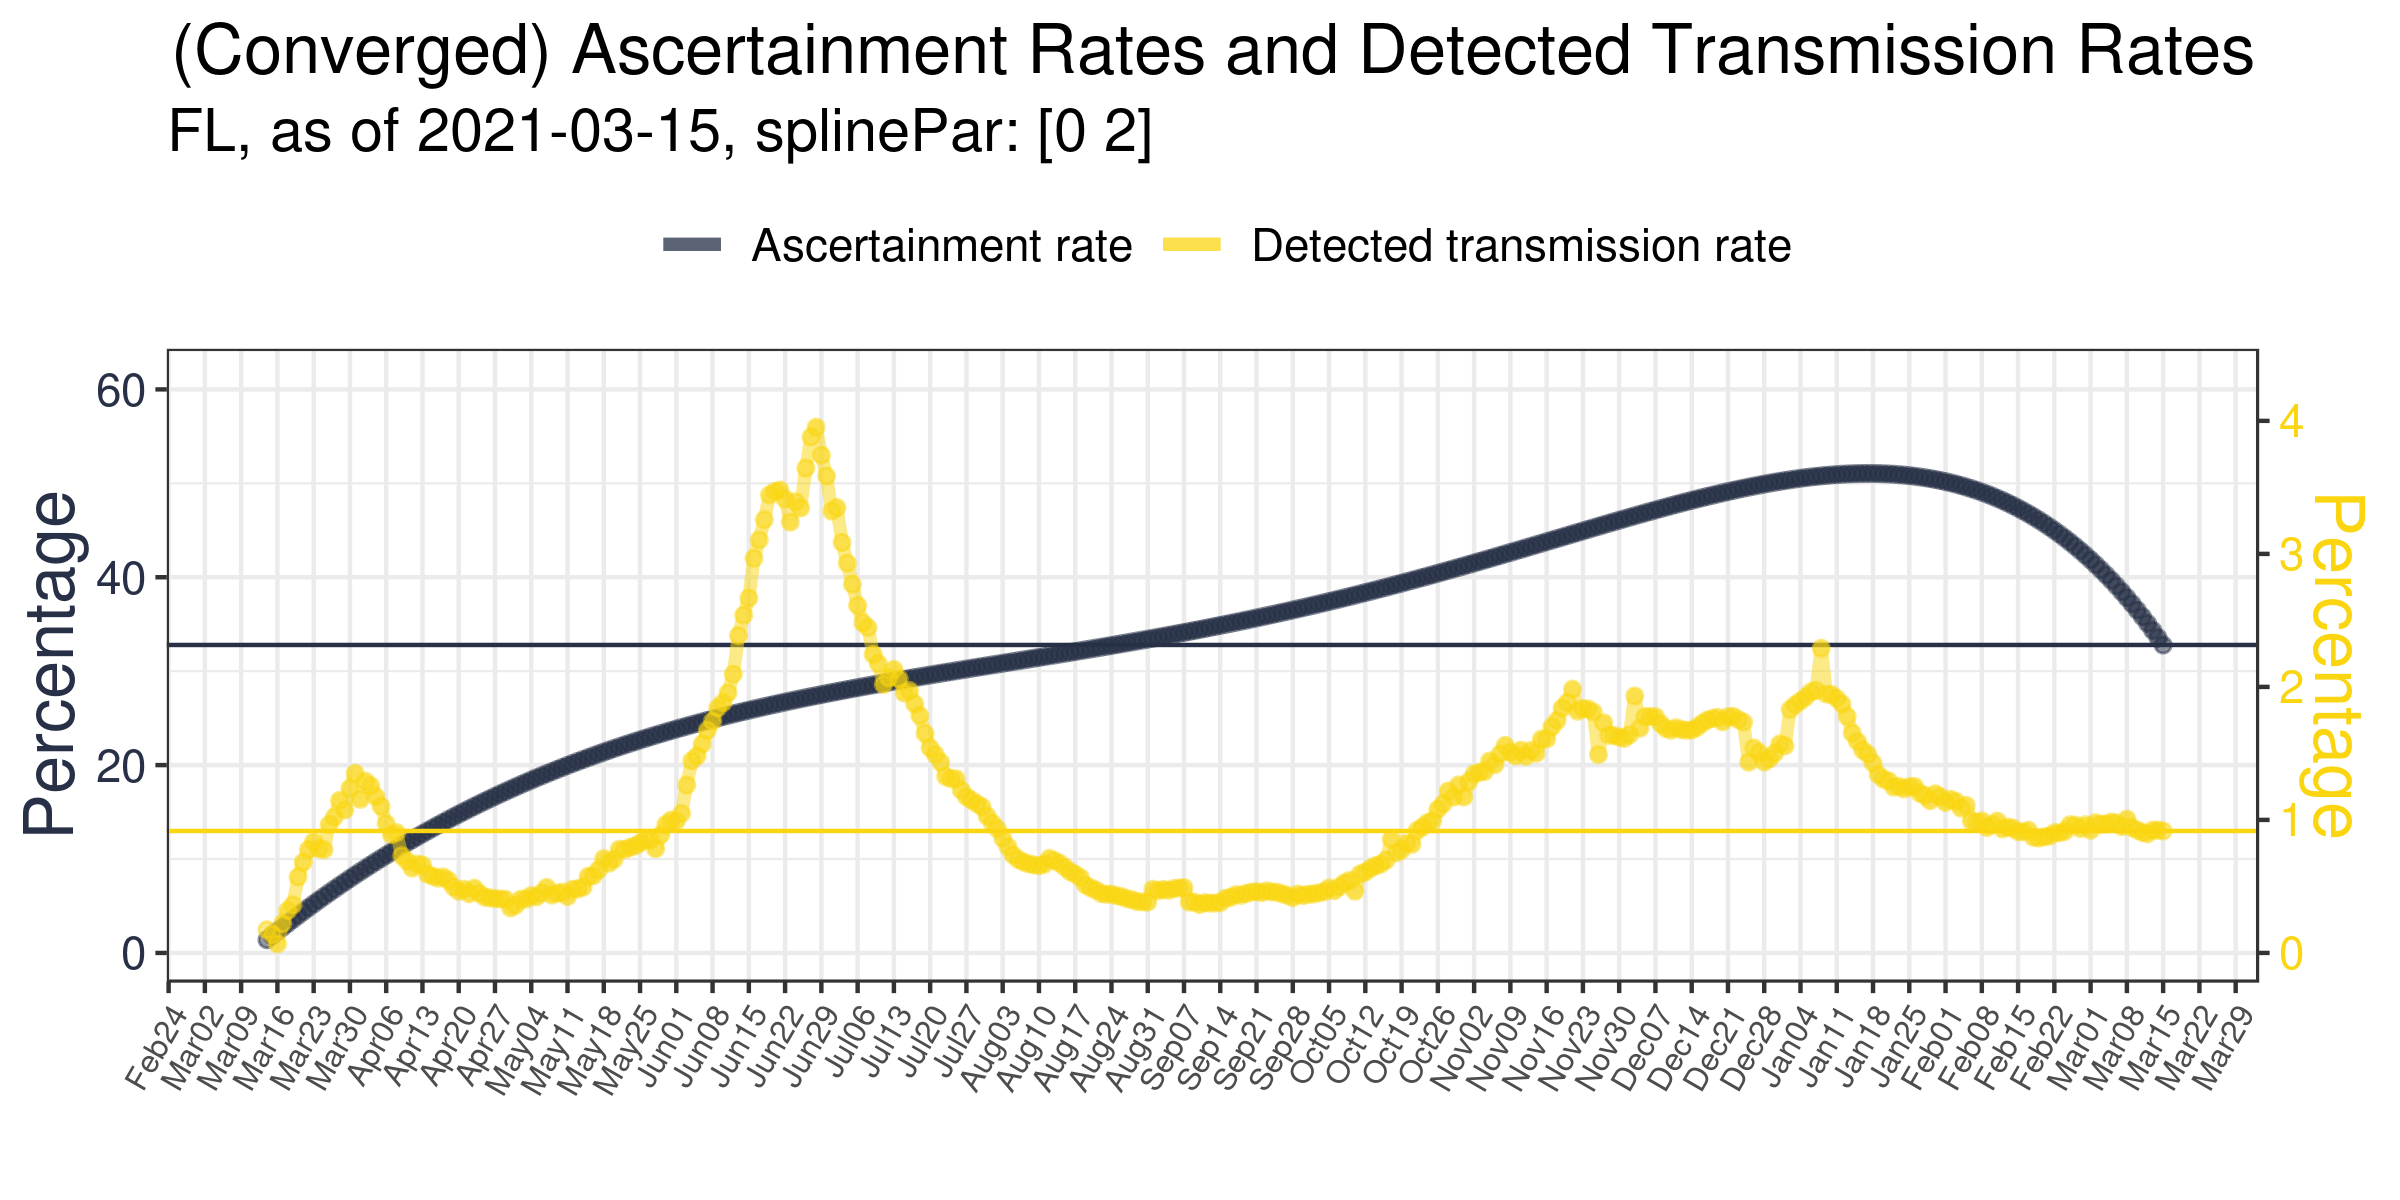 (Converged) Ascertainment Rates and Detected Transmission Rates
FL, as of 2021-03-15, splinePar: [0 2]
Ascertainment rate
Detected transmission rate
Percentage
60
40
20
0
4
3
2
1
0
Percentage
Feb24
Mar02
Mar09
Mar16
Mar23
Mar30
Apr06
Apr13
Apr20
Apr27
May04
May11
May18
May25
Jun01
Jun08
Jun15
Jun22
Jun29
Jul06
Jul13
Jul20
Jul27
Aug03
Aug10
Aug17
Aug24
Aug31
Sep07
Sep14
Sep21
Sep28
Oct05
Oct12
Oct19
Oct26
Nov02
Nov09
Nov16
Nov23
Nov30
Dec07
Dec14
Dec21
Dec28
Jan04
Jan11
Jan18
Jan25
Feb01
Feb08
Feb15
Feb22
Mar01
Mar08
Mar15
Mar22
Mar29